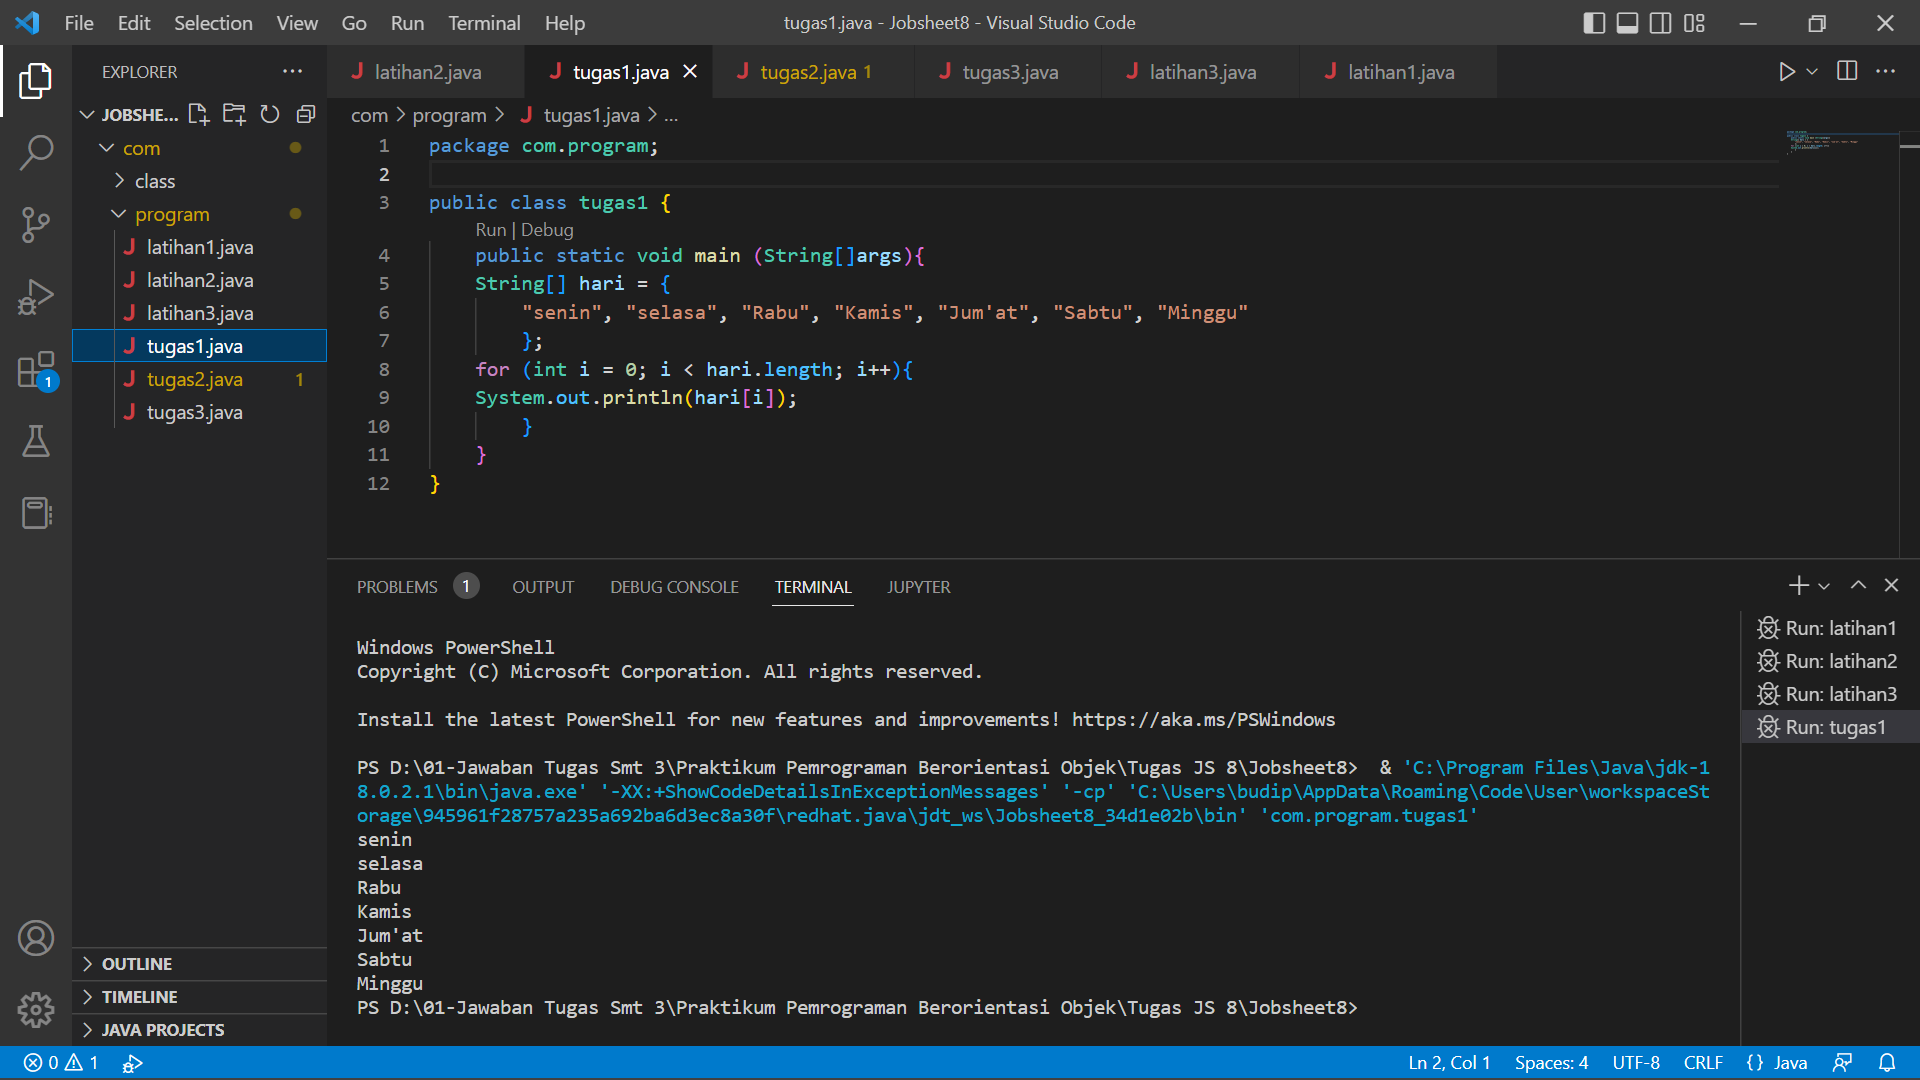 File Edit Selection View Go Run Terminal Help tugas1.java - Jobsheet8 - Visual Studio Code
EXPLORER
JOBSHE...
com
class
program
latihan1.java
latihan2.java
latihan3.java
tugas1.java
tugas2.java 1
tugas3.java
1
OUTLINE
TIMELINE
JAVA PROJECTS
latihan2.java tugas1.java tugas2.java 1 tugas3.java latihan3.java latihan1.java
com > program > tugas1.java > ...
1 package com.program;
2
3 public class tugas1 {
Run | Debug
4 public static void main (String[]args){
5 String[] hari = {
6 "senin", "selasa", "Rabu", "Kamis", "Jum'at", "Sabtu", "Minggu"
7 };
8 for (int i = 0; i < hari.length; i++){
9 System.out.println(hari[i]);
10 }
11 }
12 }
PROBLEMS 1 OUTPUT DEBUG CONSOLE TERMINAL JUPYTER
Windows PowerShell
Copyright (C) Microsoft Corporation. All rights reserved.
Install the latest PowerShell for new features and improvements! https://aka.ms/PSWindows
PS D:\01-Jawaban Tugas Smt 3\Praktikum Pemrograman Berorientasi Objek\Tugas JS 8\Jobsheet8> & 'C:\Program Files\Java\jdk-1
8.0.2.1\bin\java.exe' '-XX:+ShowCodeDetailsInExceptionMessages' '-cp' 'C:\Users\budip\AppData\Roaming\Code\User\workspaceSt
orage\945961f28757a235a692ba6d3ec8a30f\redhat.java\jdt_ws\Jobsheet8_34d1e02b\bin' 'com.program.tugas1'
senin
selasa
Rabu
Kamis
Jum'at
Sabtu
Minggu
PS D:\01-Jawaban Tugas Smt 3\Praktikum Pemrograman Berorientasi Objek\Tugas JS 8\Jobsheet8>
Run: latihan1
Run: latihan2
Run: latihan3
Run: tugas1
0 1 Ln 2, Col 1 Spaces: 4 UTF-8 CRLF {} Java